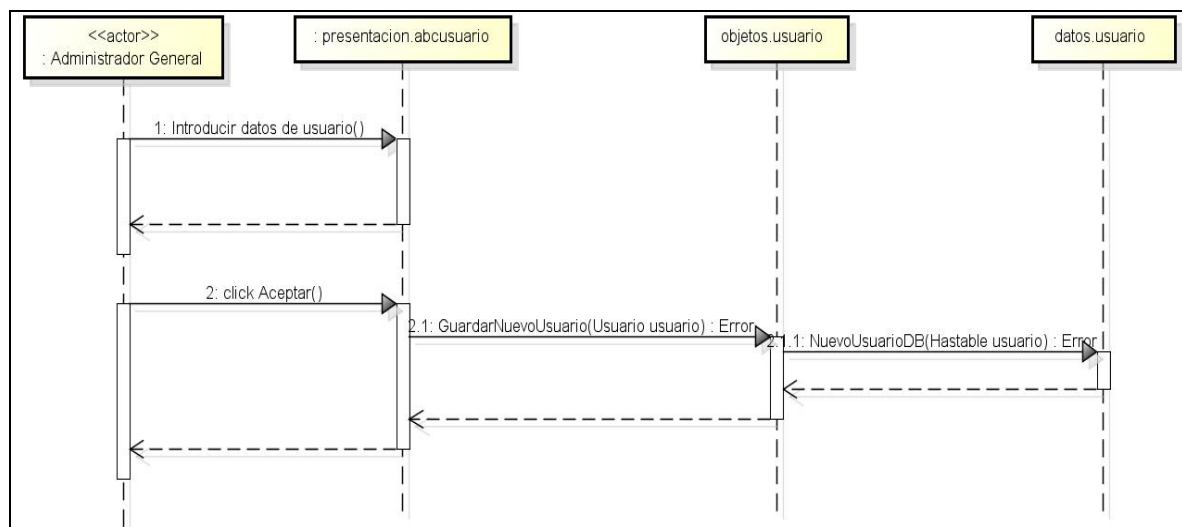 <<actor>>
: Administrador General
: presentacion.abcusuario
objetos.usuario
datos.usuario
1: Introducir datos de usuario()
2: click Aceptar()
2.1: GuardarNuevoUsuario(Usuario usuario) : Error
2.1.1: NuevoUsuarioDB(Hastable usuario) : Error